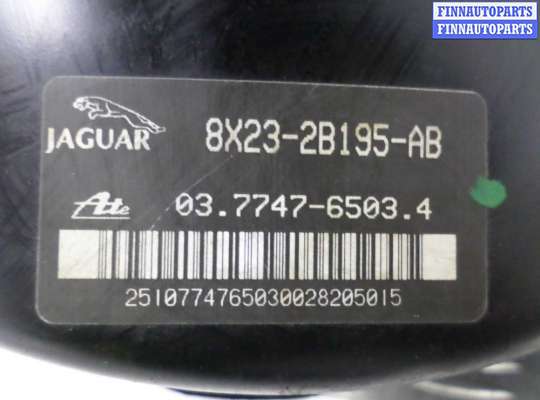 FINNAUTOPARTS
FINNAUTOPARTS
JAGUAR
8X23-2B195-AB
Ate
03.7747-6503.4
2510774765030028205015